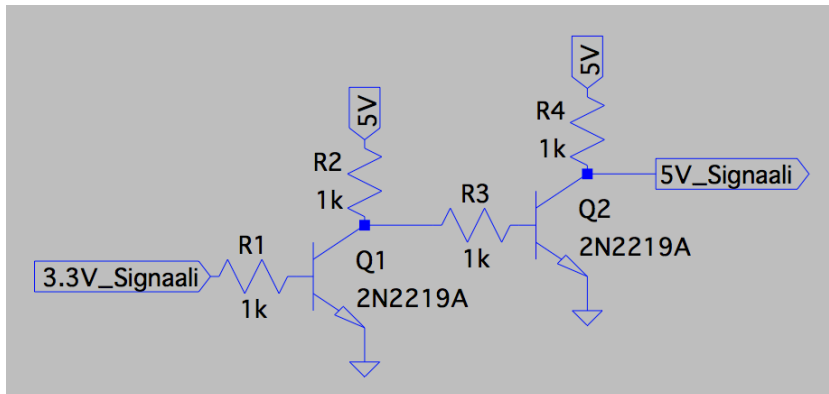 5V
R4
1k
5V_Signaali
5V
R2
1k
R3
1k
Q2
2N2219A
R1
1k
3.3V_Signaali
Q1
2N2219A